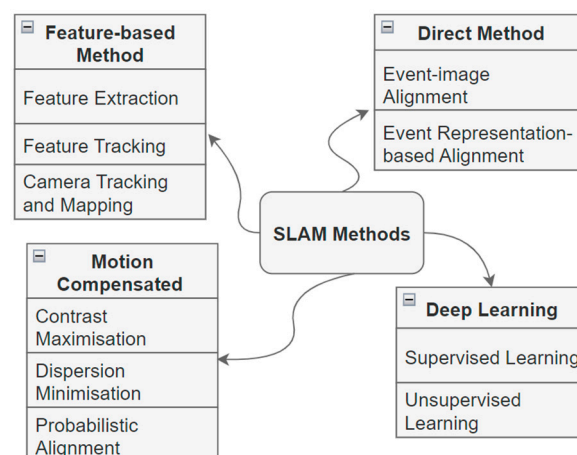 Feature-based
Method
Feature Extraction
Feature Tracking
Camera Tracking
and Mapping
Direct Method
Event-image
Alignment
Event Representation-
based Alignment
SLAM Methods
Motion
Compensated
Contrast
Maximisation
Dispersion
Minimisation
Probabilistic
Alignment
Deep Learning
Supervised Learning
Unsupervised
Learning